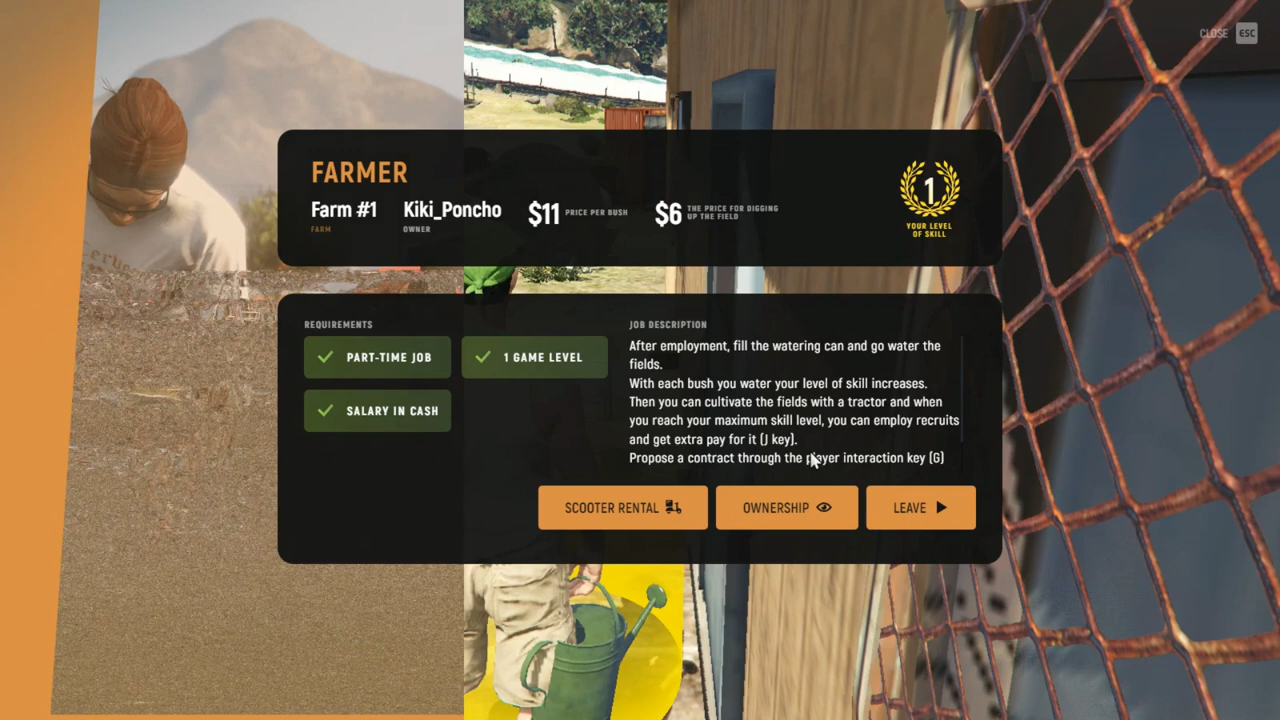 CLOSE ESC
FARMER
Farm #1
FARM
Kiki_Poncho
OWNER
$11 PRICE PER BUSH
$6 THE PRICE FOR DIGGING
UP THE FIELD
1
YOUR LEVEL
OF SKILL
REQUIREMENTS
PART-TIME JOB
1 GAME LEVEL
SALARY IN CASH
JOB DESCRIPTION
After employment, fill the watering can and go water the
fields.
With each bush you water your level of skill increases.
Then you can cultivate the fields with a tractor and when
you reach your maximum skill level, you can employ recruits
and get extra pay for it (J key).
Propose a contract through the player interaction key (G)
SCOOTER RENTAL
OWNERSHIP
LEAVE